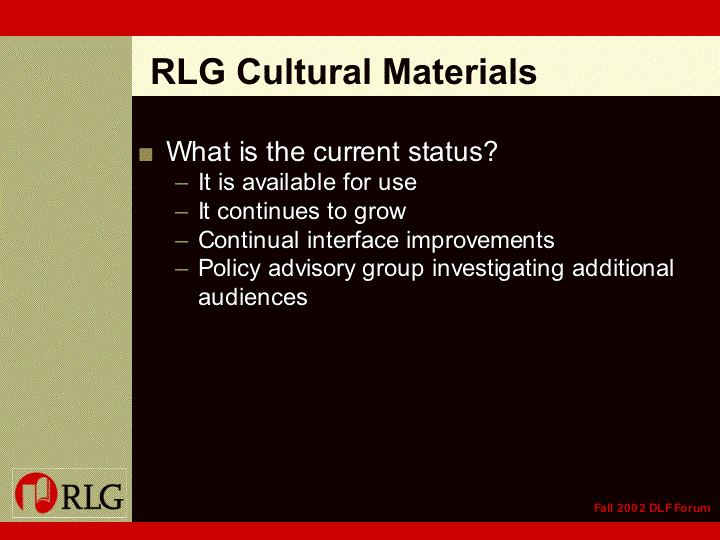 RLG Cultural Materials
■ What is the current status?
– It is available for use
– It continues to grow
– Continual interface improvements
– Policy advisory group investigating additional
audiences
RLG
Fall 2002 DLF Forum